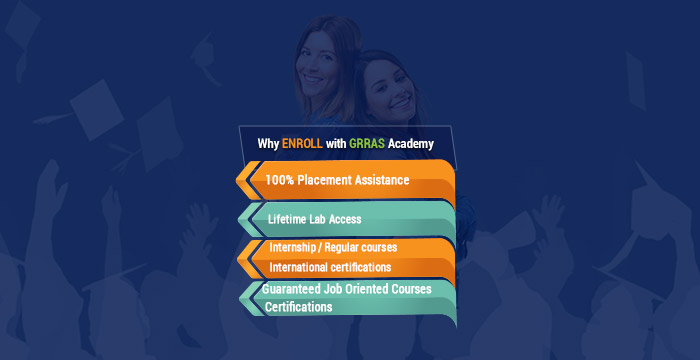 Why ENROLL with GRRAS Academy
100% Placement Assistance
Lifetime Lab Access
Internship / Regular courses
International certifications
Guaranteed Job Oriented Courses
Certifications